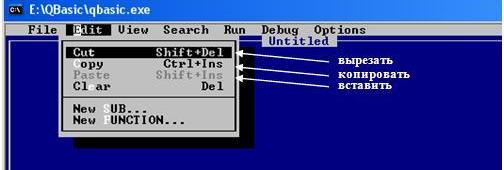 E:\QBasic\qbasic.exe
File Edit View Search Run Debug Options
Untitled
Cut Shift+Del вырезать
Copy Ctrl+Ins копировать
Paste Shift+Ins вставить
Clear Del
New SUB...
New FUNCTION...